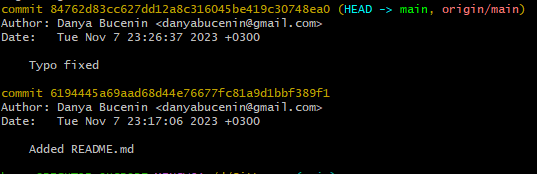 commit 84762d83cc627dd12a8c316045be419c30748ea0 (HEAD -> main, origin/main)
Author: Danya Bucenin <danyabucenin@gmail.com>
Date:   Tue Nov 7 23:26:37 2023 +0300
    Typo fixed
commit 6194445a69aad68d44e76677fc81a9d1bbf389f1
Author: Danya Bucenin <danyabucenin@gmail.com>
Date:   Tue Nov 7 23:17:06 2023 +0300
    Added README.md